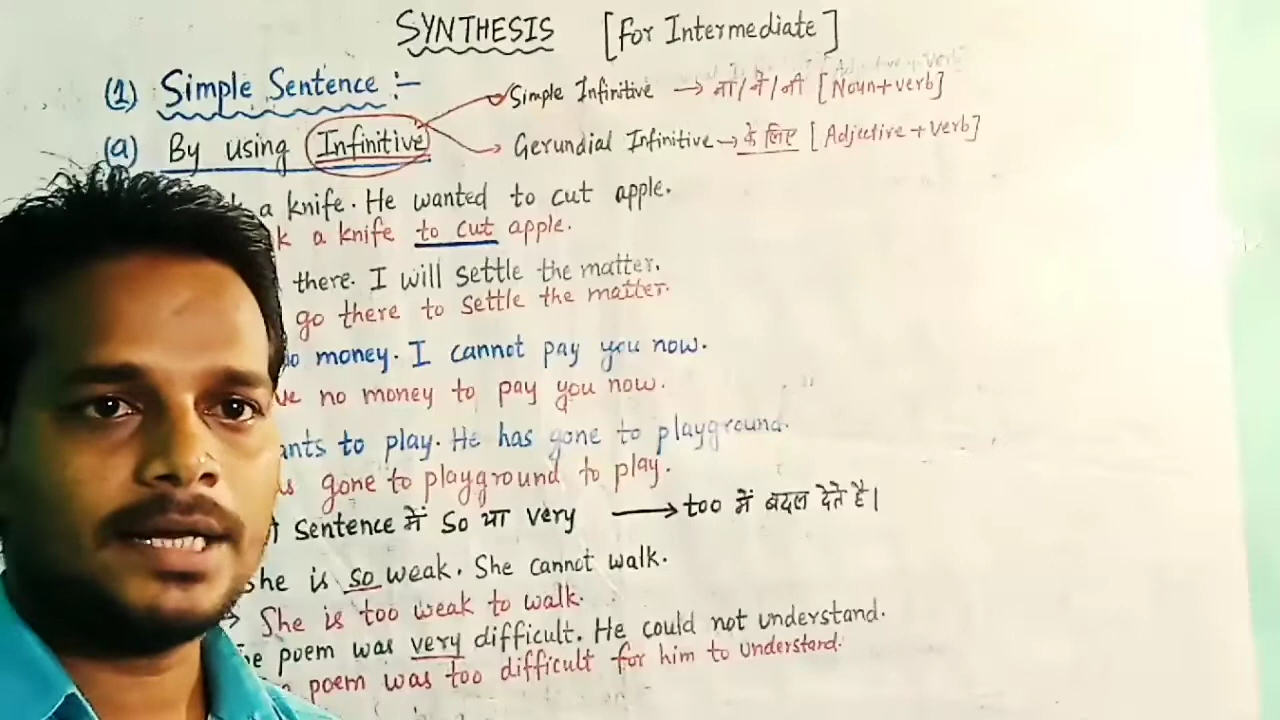 SYNTHESIS [For Intermediate]
(1) Simple Sentence :-
Simple Infinitive → ना/ने/नी [Noun+verb]
(a) By using Infinitive
Gerundial Infinitive → के लिए [Adjective+verb]
a knife. He wanted to cut apple.
a knife to cut apple.
there. I will settle the matter.
go there to settle the matter.
money. I cannot pay you now.
no money to pay you now.
to play. He has gone to playground.
gone to playground to play.
Sentence में So या very → too में बदल देते है।
She is so weak. She cannot walk.
→ She is too weak to walk.
poem was very difficult. He could not understand.
poem was too difficult for him to understand.